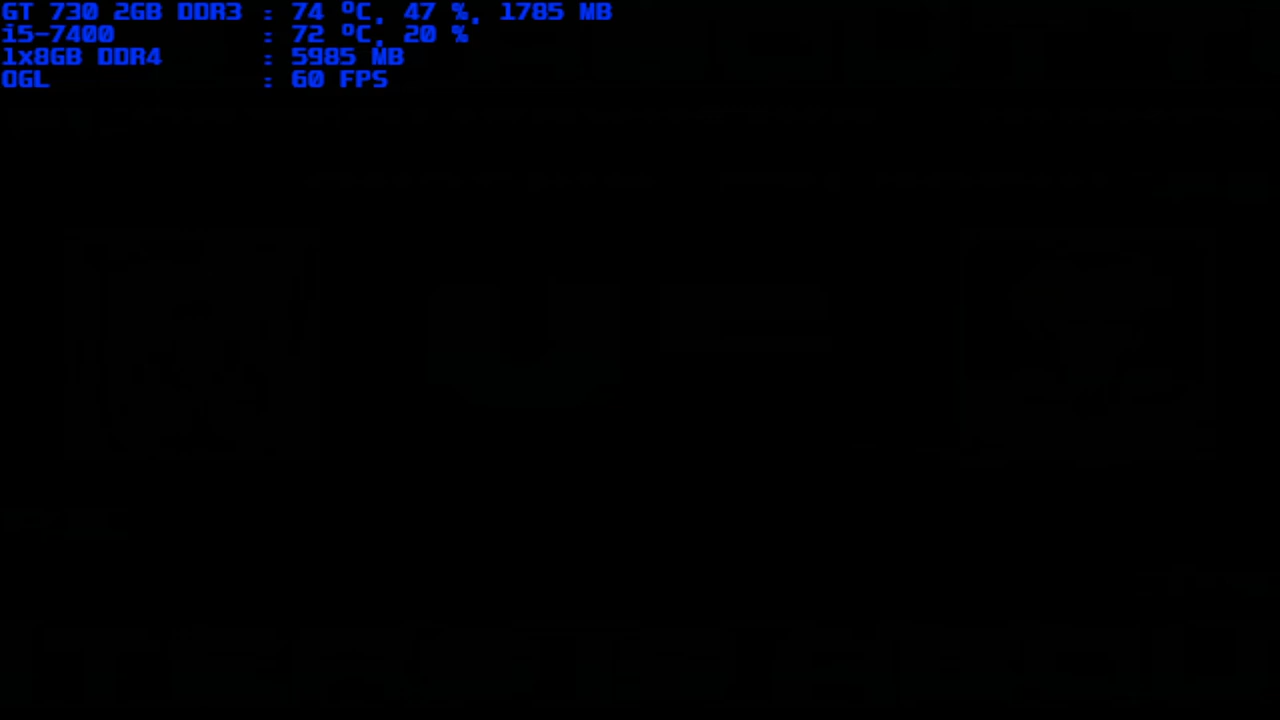 GT 730 2GB DDR3 : 74 ºC, 47 %, 1785 MB
i5-7400 : 72 ºC, 20 %
1x8GB DDR4 : 5985 MB
OGL : 60 FPS